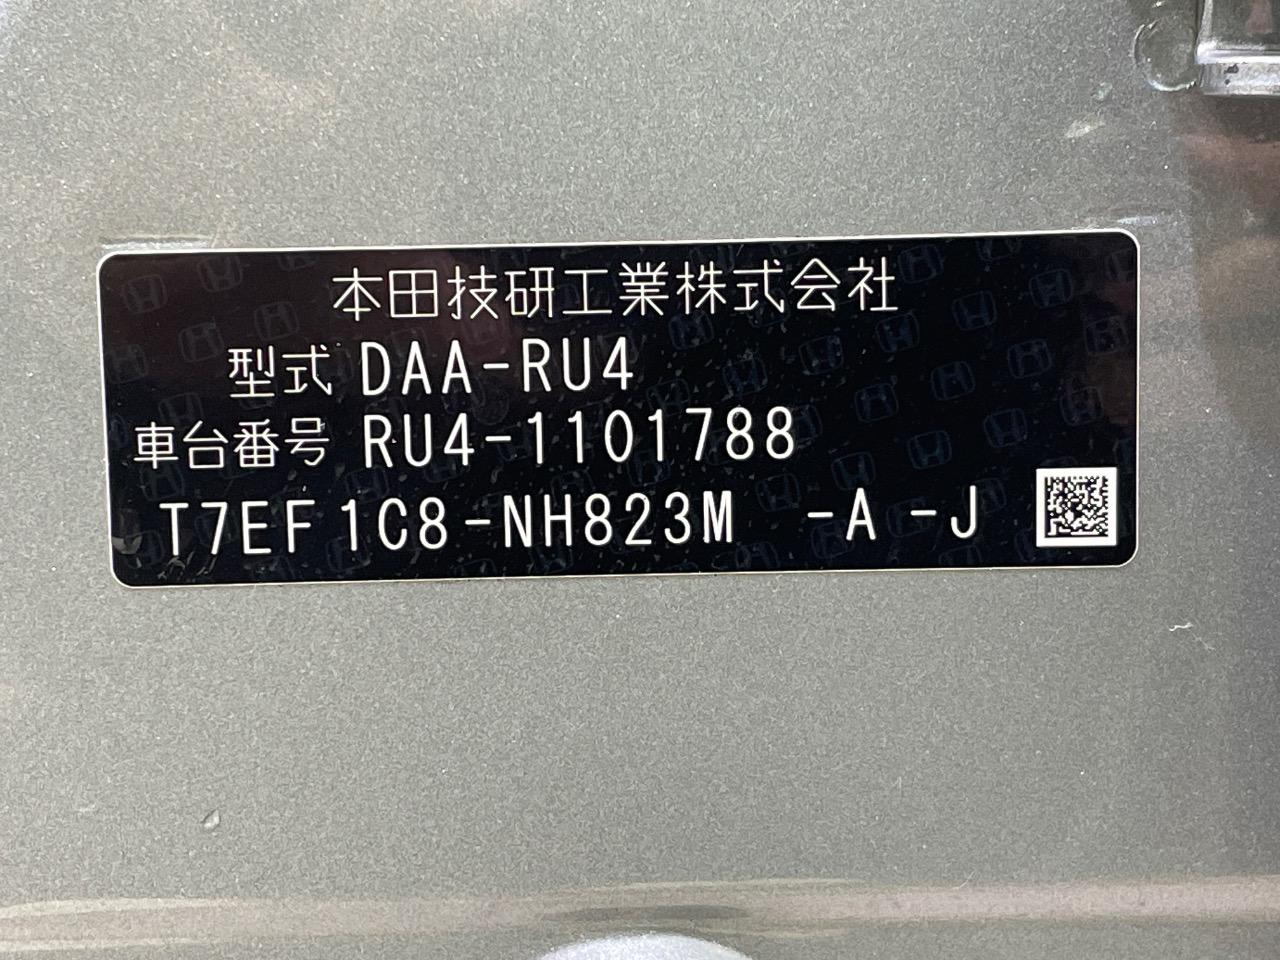 本田技研工業株式会社
型式 DAA-RU4
車台番号 RU4-1101788
T7EF1C8-NH823M -A -J